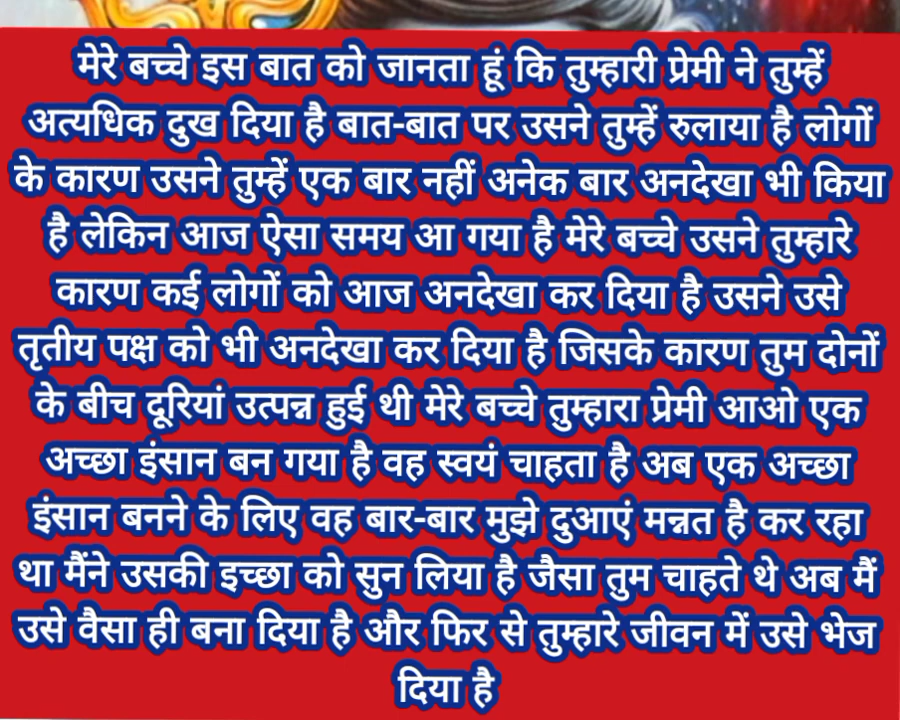 मेरे बच्चे इस बात को जानता हूं कि तुम्हारी प्रेमी ने तुम्हें
अत्यधिक दुख दिया है बात-बात पर उसने तुम्हें रुलाया है लोगों
के कारण उसने तुम्हें एक बार नहीं अनेक बार अनदेखा भी किया
है लेकिन आज ऐसा समय आ गया है मेरे बच्चे उसने तुम्हारे
कारण कई लोगों को आज अनदेखा कर दिया है उसने उसे
तृतीय पक्ष को भी अनदेखा कर दिया है जिसके कारण तुम दोनों
के बीच दूरियां उत्पन्न हुई थी मेरे बच्चे तुम्हारा प्रेमी आओ एक
अच्छा इंसान बन गया है वह स्वयं चाहता है अब एक अच्छा
इंसान बनने के लिए वह बार-बार मुझे दुआएं मन्नत है कर रहा
था मैंने उसकी इच्छा को सुन लिया है जैसा तुम चाहते थे अब मैं
उसे वैसा ही बना दिया है और फिर से तुम्हारे जीवन में उसे भेज
दिया है